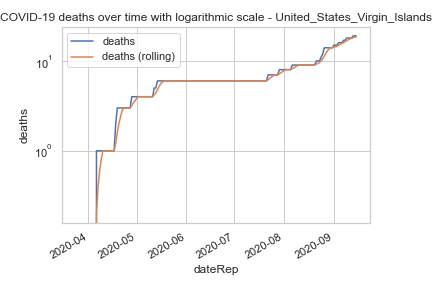 COVID-19 deaths over time with logarithmic scale - United_States_Virgin_Islands
deaths
deaths (rolling)
10¹
10⁰
deaths
2020-04
2020-05
2020-06
2020-07
2020-08
2020-09
dateRep